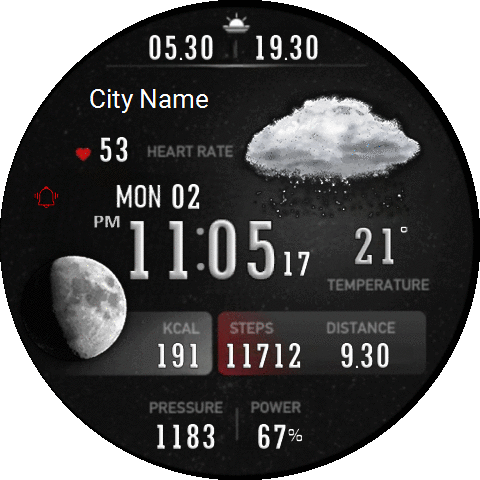 05.30 19.30
City Name
53 HEART RATE
MON 02
PM 11:05 17
21°
TEMPERATURE
KCAL STEPS DISTANCE
191 11712 9.30
PRESSURE POWER
1183 67%